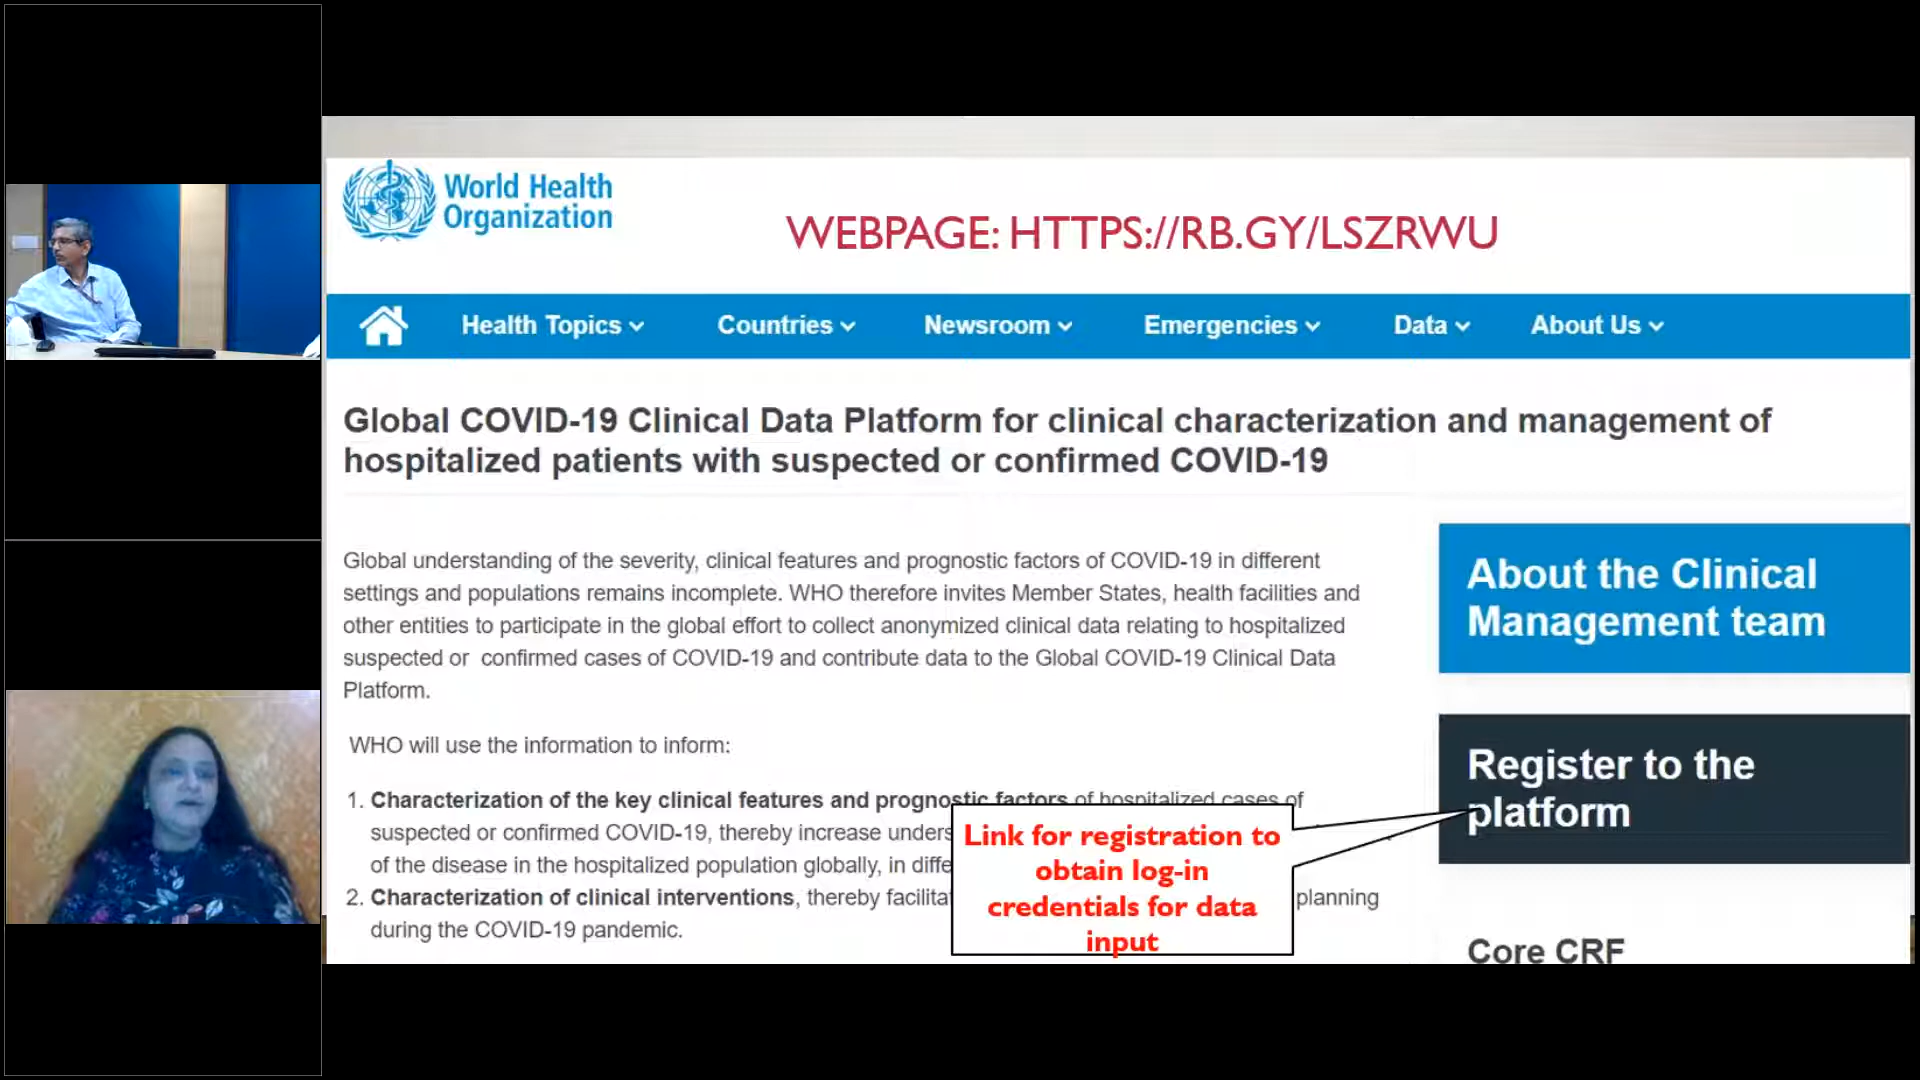 World Health
Organization
WEBPAGE: HTTPS://RB.GY/LSZRWU
Health Topics
Countries
Newsroom
Emergencies
Data
About Us
Global COVID-19 Clinical Data Platform for clinical characterization and management of
hospitalized patients with suspected or confirmed COVID-19
Global understanding of the severity, clinical features and prognostic factors of COVID-19 in different
settings and populations remains incomplete. WHO therefore invites Member States, health facilities and
other entities to participate in the global effort to collect anonymized clinical data relating to hospitalized
suspected or confirmed cases of COVID-19 and contribute data to the Global COVID-19 Clinical Data
Platform.
WHO will use the information to inform:
1. Characterization of the key clinical features and prognostic factors of hospitalized cases of
suspected or confirmed COVID-19, thereby increase
of the disease in the hospitalized population globally, in
2. Characterization of clinical interventions, thereby planning
during the COVID-19 pandemic.
Link for registration to
obtain log-in
credentials for data
input
About the Clinical
Management team
Register to the
platform
Core CRF